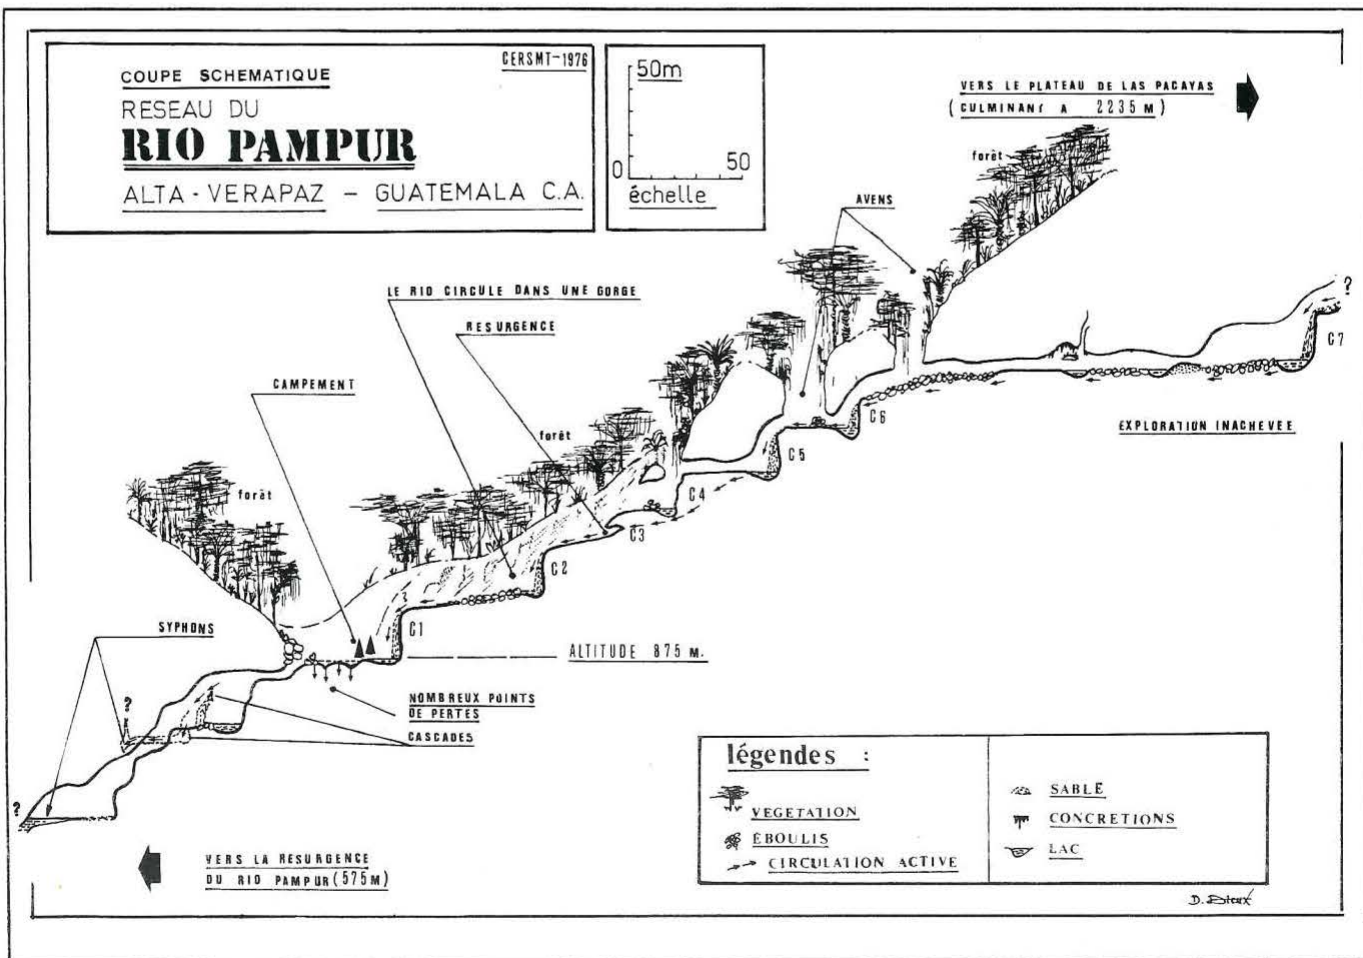 COUPE SCHEMATIQUE
CERSMT-1976
RESEAU DU
RIO PAMPUR
ALTA-VERAPAZ - GUATEMALA C.A.
50m
0
50
échelle
VERS LE PLATEAU DE LAS PACAYAS
(CULMINANT A 2235 M)
forêt
AVENS
LE RIO CIRCULE DANS UNE GORGE
RESURGENCE
CAMPEMENT
?
C7
C6
EXPLORATION INACHEVEE
forêt
C5
C4
forêt
C3
C2
SYPHONS
C1
ALTITUDE 875 M.
?
NOMBREUX POINTS
DE PERTES
CASCADES
?
VERS LA RESURGENCE
DU RIO PAMPUR (575M)
légendes :
VEGETATION
ÉBOULIS
CIRCULATION ACTIVE
SABLE
CONCRETIONS
LAC